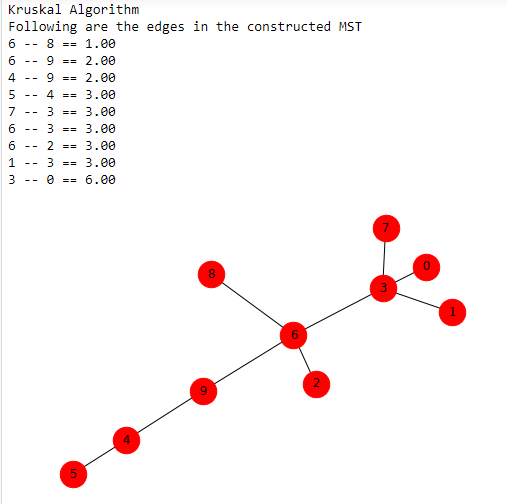 Kruskal Algorithm
Following are the edges in the constructed MST
6 -- 8 == 1.00
6 -- 9 == 2.00
4 -- 9 == 2.00
5 -- 4 == 3.00
7 -- 3 == 3.00
6 -- 3 == 3.00
6 -- 2 == 3.00
1 -- 3 == 3.00
3 -- 0 == 6.00
7
0
8
3
1
6
2
9
4
5